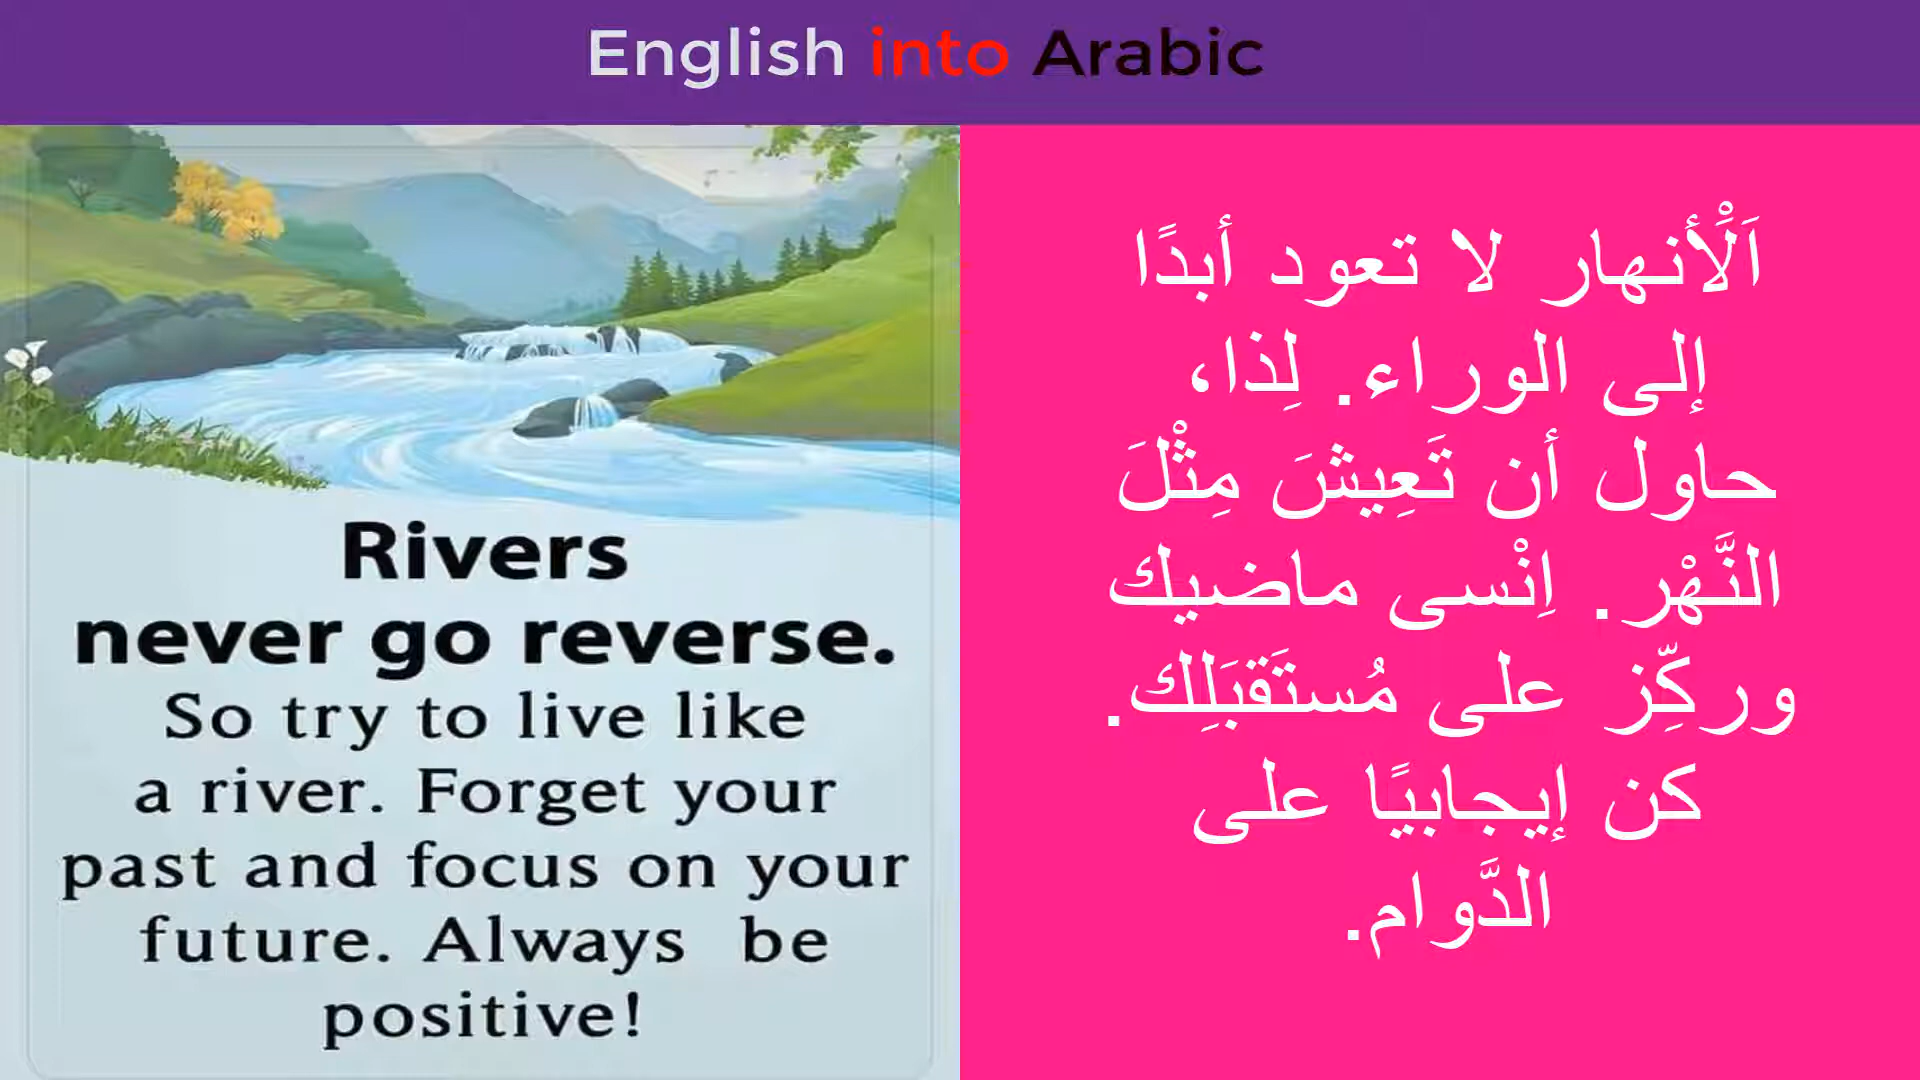 English into Arabic
Rivers
never go reverse.
So try to live like
a river. Forget your
past and focus on your
future. Always be
positive!
اَلْأَنهار لا تعود أبدًا
إلى الوراء. لِذا،
حاول أن تَعِيشَ مِثْلَ
النَّهْر. اِنْسى ماضيك
وركِّز على مُستَقبَلِك.
كن إيجابيًا على
الدَّوام.